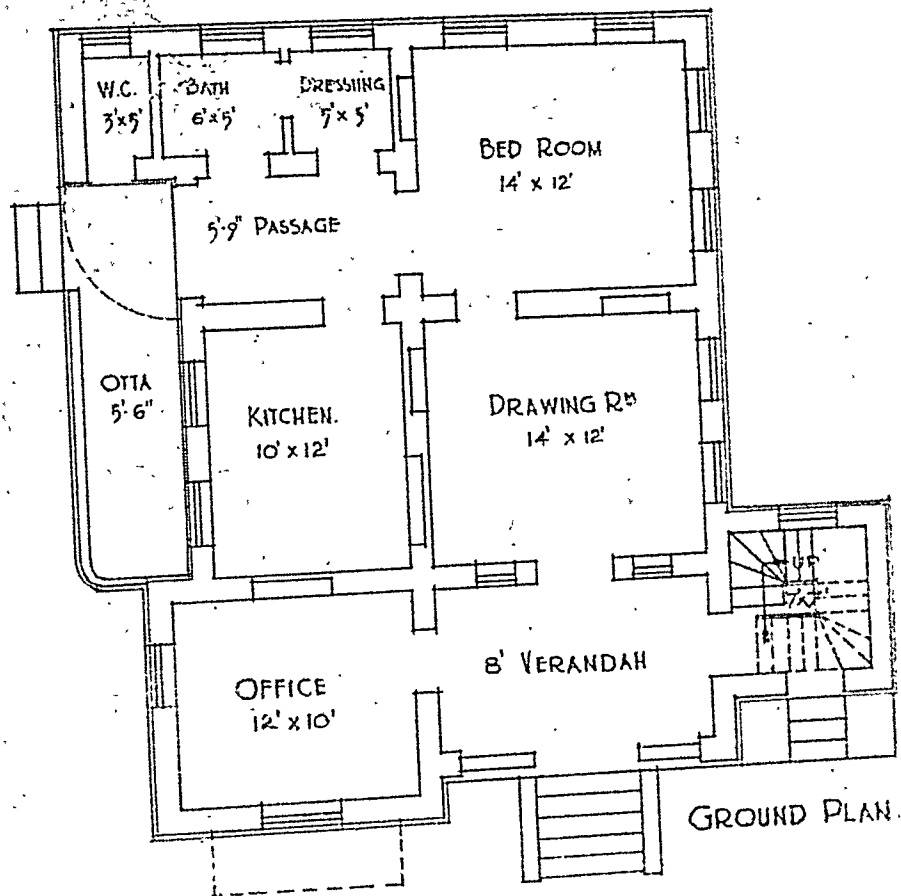 W.C.
3'x5'
BATH
6'x5'
DRESSING
5'x5'
BED ROOM
14' x 12'
5'-9" PASSAGE
OTTA
5'-6"
KITCHEN.
10' x 12'
DRAWING RM
14' x 12'
UP
OFFICE
12' x 10'
8' VERANDAH
GROUND PLAN.